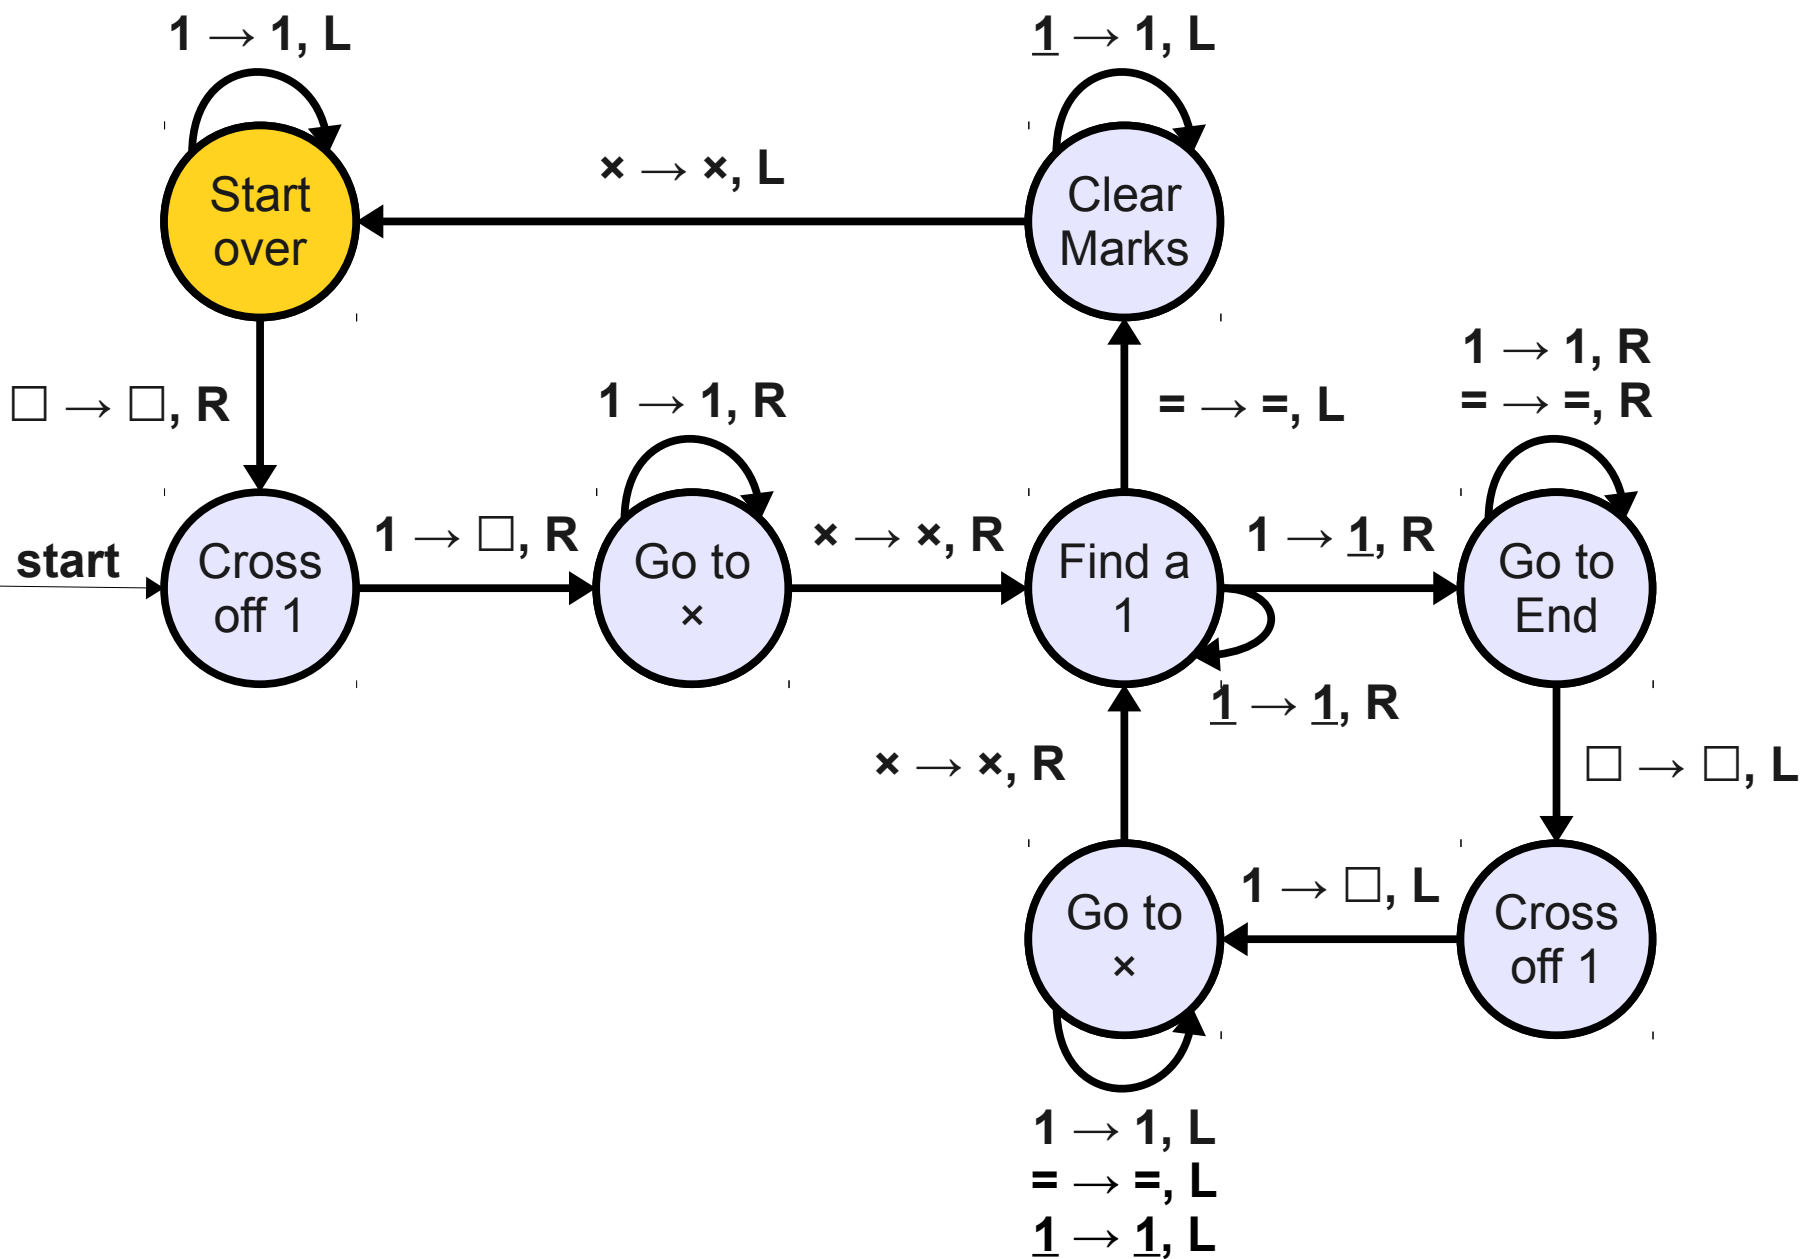 1 → 1, L
1 → 1, L
× → ×, L
Start
over
Clear
Marks
1 → 1, R
= → =, R
□ → □, R
1 → 1, R
= → =, L
start
Cross
off 1
1 → □, R
Go to
×
× → ×, R
Find a
1
1 → 1, R
Go to
End
1 → 1, R
× → ×, R
□ → □, L
Go to
×
1 → □, L
Cross
off 1
1 → 1, L
= → =, L
1 → 1, L